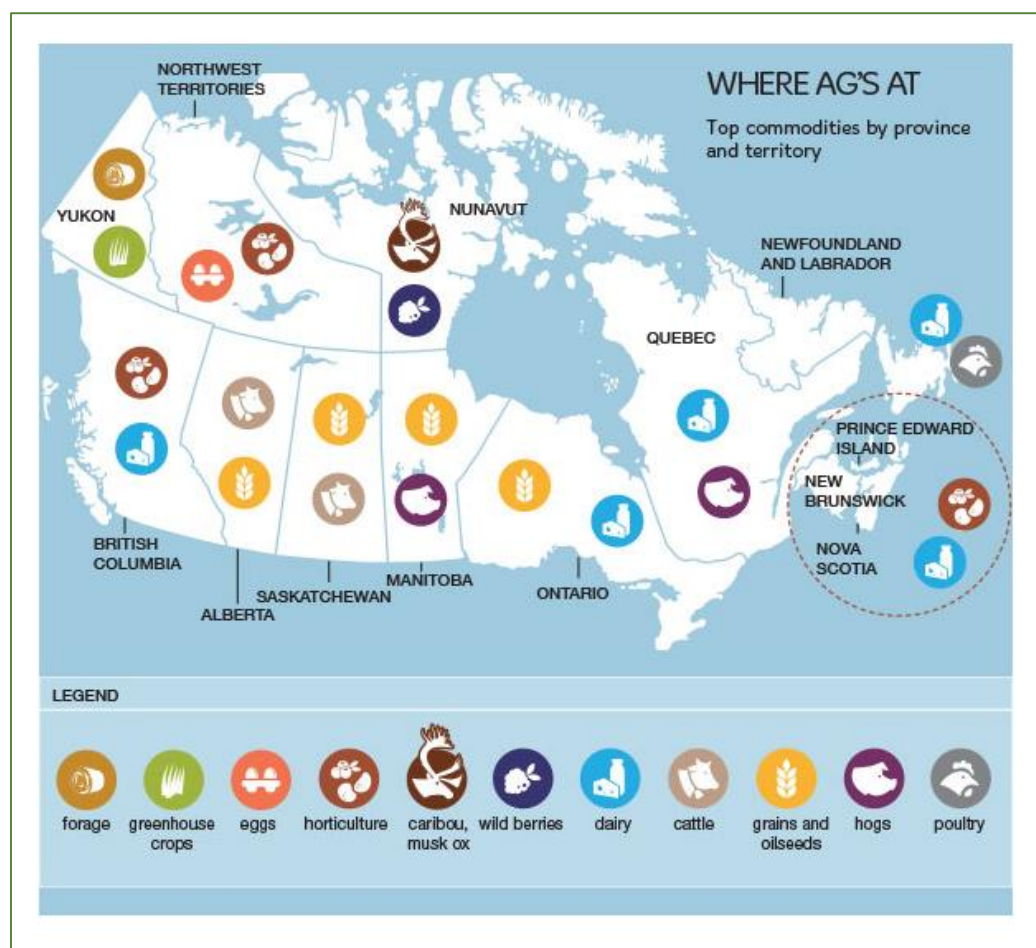 WHERE AG'S AT
Top commodities by province
and territory
NORTHWEST
TERRITORIES
YUKON
NUNAVUT
NEWFOUNDLAND
AND LABRADOR
QUEBEC
PRINCE EDWARD
ISLAND
NEW
BRUNSWICK
NOVA
SCOTIA
BRITISH
COLUMBIA
ALBERTA
SASKATCHEWAN
MANITOBA
ONTARIO
LEGEND
forage
greenhouse
crops
eggs
horticulture
caribou,
musk ox
wild berries
dairy
cattle
grains and
oilseeds
hogs
poultry